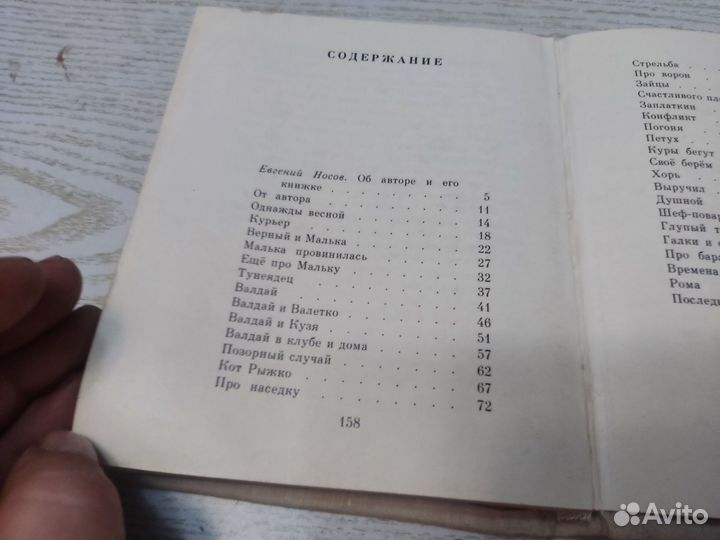 СОДЕРЖАНИЕ
Евгений Носов. Об авторе и его
книжке . . . . . . . . 5
От автора . . . . . . . . 11
Однажды весной . . . . . . . 14
Курьер . . . . . . . . . 18
Верный и Малька . . . . . . . 22
Малька провинилась . . . . . . 27
Ещё про Мальку . . . . . . . 32
Тунеядец . . . . . . . . 37
Валдай . . . . . . . . . 41
Валдай и Валетко . . . . . . . 46
Валдай и Кузя . . . . . . . 51
Валдай в клубе и дома . . . . . 57
Позорный случай . . . . . . . 62
Кот Рыжко . . . . . . . . 67
Про наседку . . . . . . . . 72
158
Стрельба
Про ворон
Зайцы
Счастливого
Заплаткин
Конфликт
Погоня
Петух
Куры бегут
Своё берём
Хорь
Выручил
Душной
Шеф-повар
Глупый
Галки и
Про
Времена
Рома
Avito